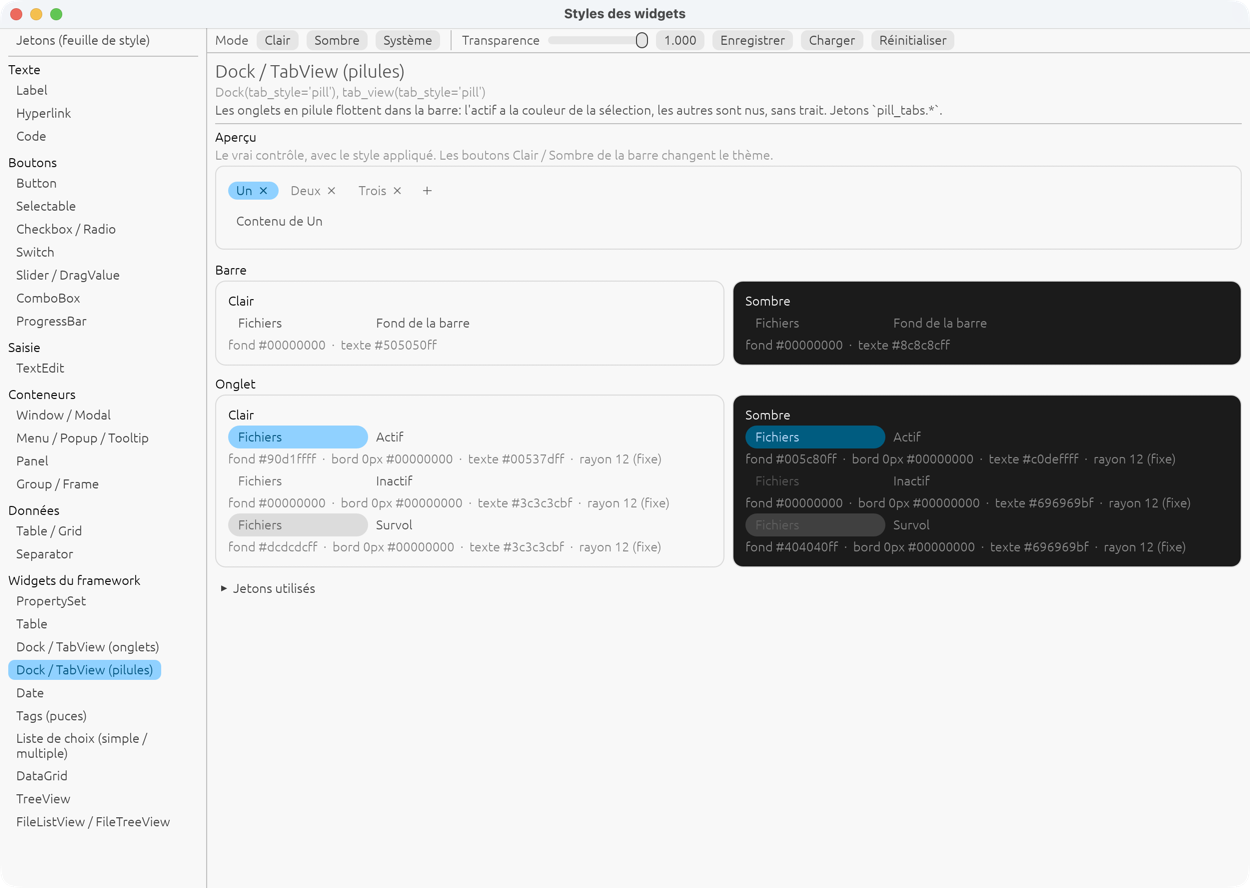 Styles des widgets
Jetons (feuille de style)
Texte
Label
Hyperlink
Code
Boutons
Button
Selectable
Checkbox / Radio
Switch
Slider / DragValue
ComboBox
ProgressBar
Saisie
TextEdit
Conteneurs
Window / Modal
Menu / Popup / Tooltip
Panel
Group / Frame
Données
Table / Grid
Separator
Widgets du framework
PropertySet
Table
Dock / TabView (onglets)
Dock / TabView (pilules)
Date
Tags (puces)
Liste de choix (simple /
multiple)
DataGrid
TreeView
FileListView / FileTreeView
Mode Clair Sombre Système Transparence 1.000 Enregistrer Charger Réinitialiser
Dock / TabView (pilules)
Dock(tab_style='pill'), tab_view(tab_style='pill')
Les onglets en pilule flottent dans la barre: l'actif a la couleur de la sélection, les autres sont nus, sans trait. Jetons `pill_tabs.*`.
Aperçu
Le vrai contrôle, avec le style appliqué. Les boutons Clair / Sombre de la barre changent le thème.
Un × Deux × Trois × +
Contenu de Un
Barre
Clair
Fichiers Fond de la barre
fond #00000000 · texte #505050ff
Sombre
Fichiers Fond de la barre
fond #00000000 · texte #8c8c8cff
Onglet
Clair
Fichiers Actif
fond #90d1ffff · bord 0px #00000000 · texte #00537dff · rayon 12 (fixe)
Fichiers Inactif
fond #00000000 · bord 0px #00000000 · texte #3c3c3cbf · rayon 12 (fixe)
Fichiers Survol
fond #dcdcdcff · bord 0px #00000000 · texte #3c3c3cbf · rayon 12 (fixe)
Sombre
Fichiers Actif
fond #005c80ff · bord 0px #00000000 · texte #c0deffff · rayon 12 (fixe)
Fichiers Inactif
fond #00000000 · bord 0px #00000000 · texte #696969bf · rayon 12 (fixe)
Fichiers Survol
fond #404040ff · bord 0px #00000000 · texte #696969bf · rayon 12 (fixe)
Jetons utilisés